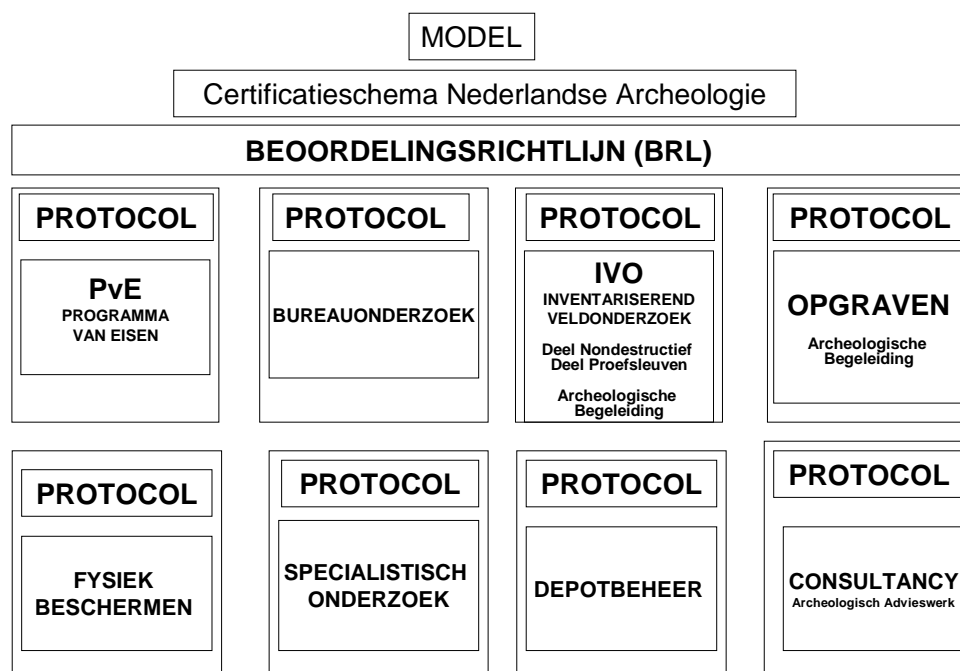 MODEL
Certificatieschema Nederlandse Archeologie
BEOORDELINGSRICHTLIJN (BRL)
PROTOCOL
PvE
PROGRAMMA
VAN EISEN
PROTOCOL
BUREAUONDERZOEK
PROTOCOL
IVO
INVENTARISEREND
VELDONDERZOEK
Deel Nondestructief
Deel Proefsleuven
Archeologische
Begeleiding
PROTOCOL
OPGRAVEN
Archeologische
Begeleiding
PROTOCOL
FYSIEK
BESCHERMEN
PROTOCOL
SPECIALISTISCH
ONDERZOEK
PROTOCOL
DEPOTBEHEER
PROTOCOL
CONSULTANCY
Archeologisch Advieswerk